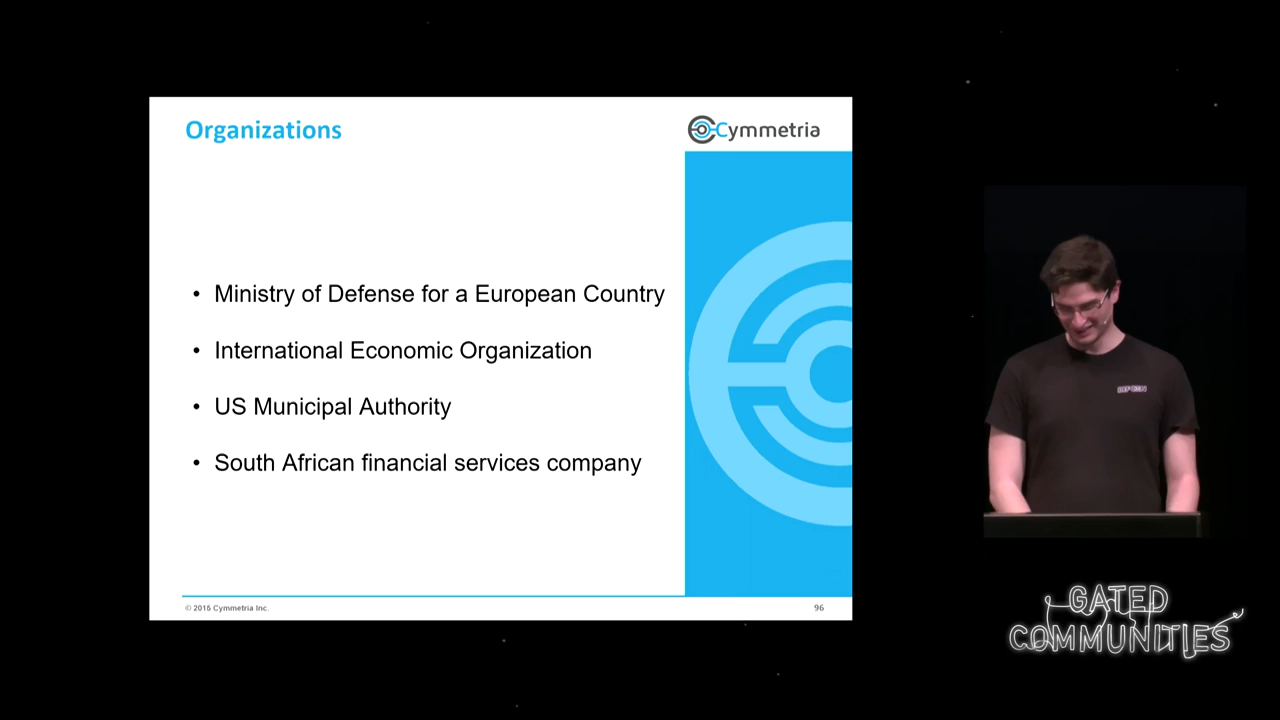 Organizations
Cymmetria
• Ministry of Defense for a European Country
• International Economic Organization
• US Municipal Authority
• South African financial services company
© 2015 Cymmetria Inc.
96
GATED
COMMUNITIES